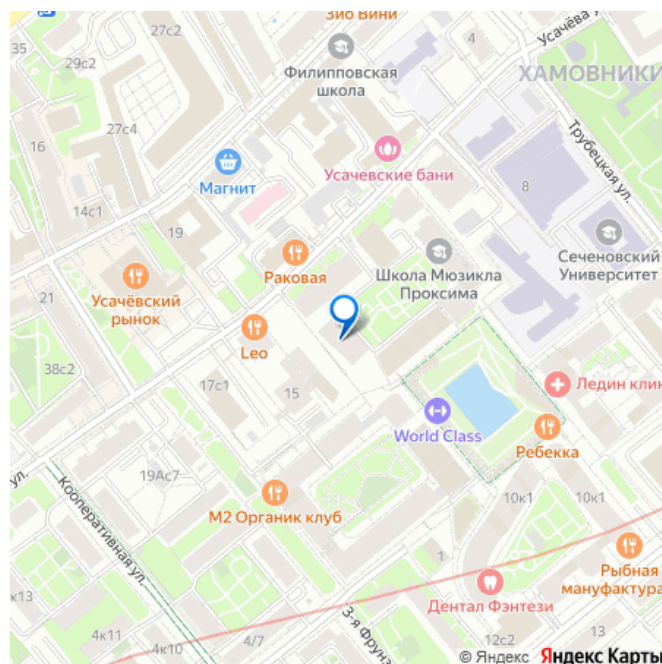 Зио Вини
27с2
35
29с2
4
Усачёва у
ХАМОВНИКИ
Филипповская
школа
27с4
16
Трубецкая ул.
Магнит
Усачевские бани
8
14с1
19
Раковая
Школа Мюзикла
Проксима
Сеченовский
Университет
21
Усачёвский
рынок
Leo
38с2
17с1
15
Ледин клин
World Class
Ребекка
ул.
19Ас7
М2 Органик клуб
10к1
10к1
Кооперативная ул.
1
Рыбная
мануфактура
к13
Дентал Фэнтези
4к11
4к10
4/7
3-я Фрунз
12с2
13
© Яндекс Яндекс Карты